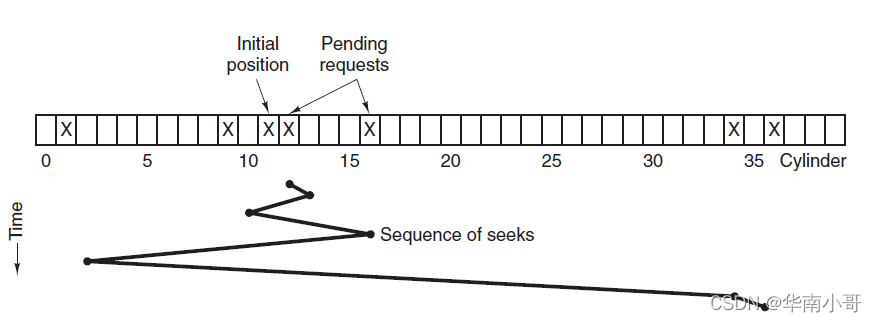 Initial position
Pending requests
X X X X X X X
0 5 10 15 20 25 30 35 Cylinder
Time
Sequence of seeks
CSDN @华南小哥